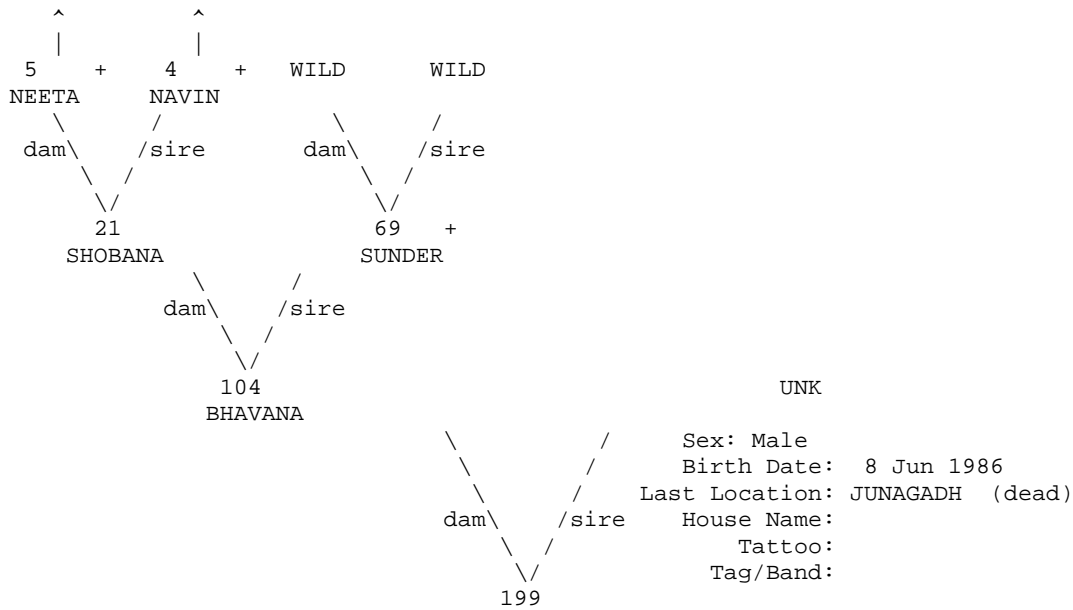 ^ ^
| |
5 + 4 + WILD WILD
NEETA NAVIN
\ / \ /
dam\ /sire dam\ /sire
\ / \ /
\/ \/
21 69 +
SHOBANA SUNDER
\ /
dam\ /sire
\ /
\/
104 UNK
BHAVANA
\ / Sex: Male
\ / Birth Date: 8 Jun 1986
\ / Last Location: JUNAGADH (dead)
dam\ /sire House Name:
\ / Tattoo:
\/ Tag/Band:
199